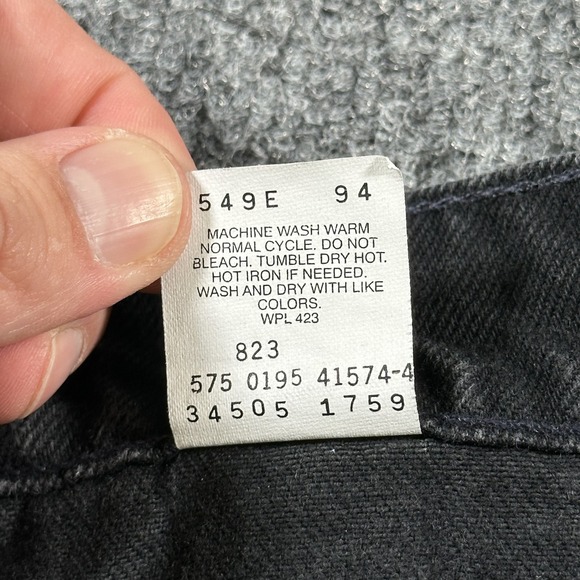 549E 94
MACHINE WASH WARM
NORMAL CYCLE. DO NOT
BLEACH. TUMBLE DRY HOT.
HOT IRON IF NEEDED.
WASH AND DRY WITH LIKE
COLORS.
WPL 423
823
575 0195 41574-4
34505 1759